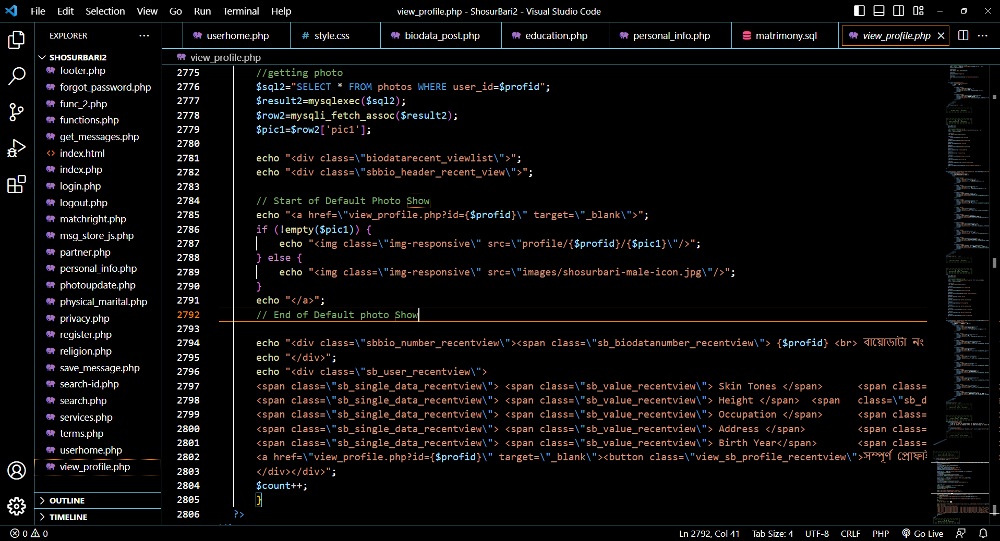 File Edit Selection View Go Run Terminal Help
view_profile.php - ShosurBari2 - Visual Studio Code
EXPLORER
SHOSURBARI2
footer.php
forgot_password.php
func_2.php
functions.php
get_messages.php
index.html
index.php
login.php
logout.php
matchright.php
msg_store_js.php
partner.php
personal_info.php
photoupdate.php
physical_marital.php
privacy.php
register.php
religion.php
save_message.php
search-id.php
search.php
services.php
terms.php
userhome.php
view_profile.php
OUTLINE
TIMELINE
userhome.php
# style.css
biodata_post.php
education.php
personal_info.php
matrimony.sql
view_profile.php
view_profile.php
2775 //getting photo
2776 $sql2="SELECT * FROM photos WHERE user_id=$profid";
2777 $result2=mysqlexec($sql2);
2778 $row2=mysqli_fetch_assoc($result2);
2779 $pic1=$row2['pic1'];
2780
2781 echo "<div class=\"biodatarecent_viewlist\">";
2782 echo "<div class=\"sbbio_header_recent_view\">";
2783
2784 // Start of Default Photo Show
2785 echo "<a href=\"view_profile.php?id={$profid}\" target=\"_blank\">";
2786 if (!empty($pic1)) {
2787 echo "<img class=\"img-responsive\" src=\"profile/{$profid}/{$pic1}\"/>";
2788 } else {
2789 echo "<img class=\"img-responsive\" src=\"images/shosurbari-male-icon.jpg\"/>";
2790 }
2791 echo "</a>";
2792 // End of Default photo Show
2793
2794 echo "<div class=\"sbbio_number_recentview\"><span class=\"sb_biodatanumber_recentview\"> {$profid} <br> বায়োডাটা নং
2795 echo "</div>";
2796 echo "<div class=\"sb_user_recentview\">
2797 <span class=\"sb_single_data_recentview\"> <span class=\"sb_value_recentview\"> Skin Tones </span> <span class=
2798 <span class=\"sb_single_data_recentview\"> <span class=\"sb_value_recentview\"> Height </span> <span class=\"sb_d
2799 <span class=\"sb_single_data_recentview\"> <span class=\"sb_value_recentview\"> Occupation </span> <span class=
2800 <span class=\"sb_single_data_recentview\"> <span class=\"sb_value_recentview\"> Address </span> <span class=
2801 <span class=\"sb_single_data_recentview\"> <span class=\"sb_value_recentview\"> Birth Year</span> <span class=
2802 <a href=\"view_profile.php?id={$profid}\" target=\"_blank\"><button class=\"view_sb_profile_recentview\">সম্পূর্ণ
2803 </div></div>";
2804 $count++;
2805 }
2806 ?>
0 0
Ln 2792, Col 41 Tab Size: 4 UTF-8 CRLF PHP Go Live